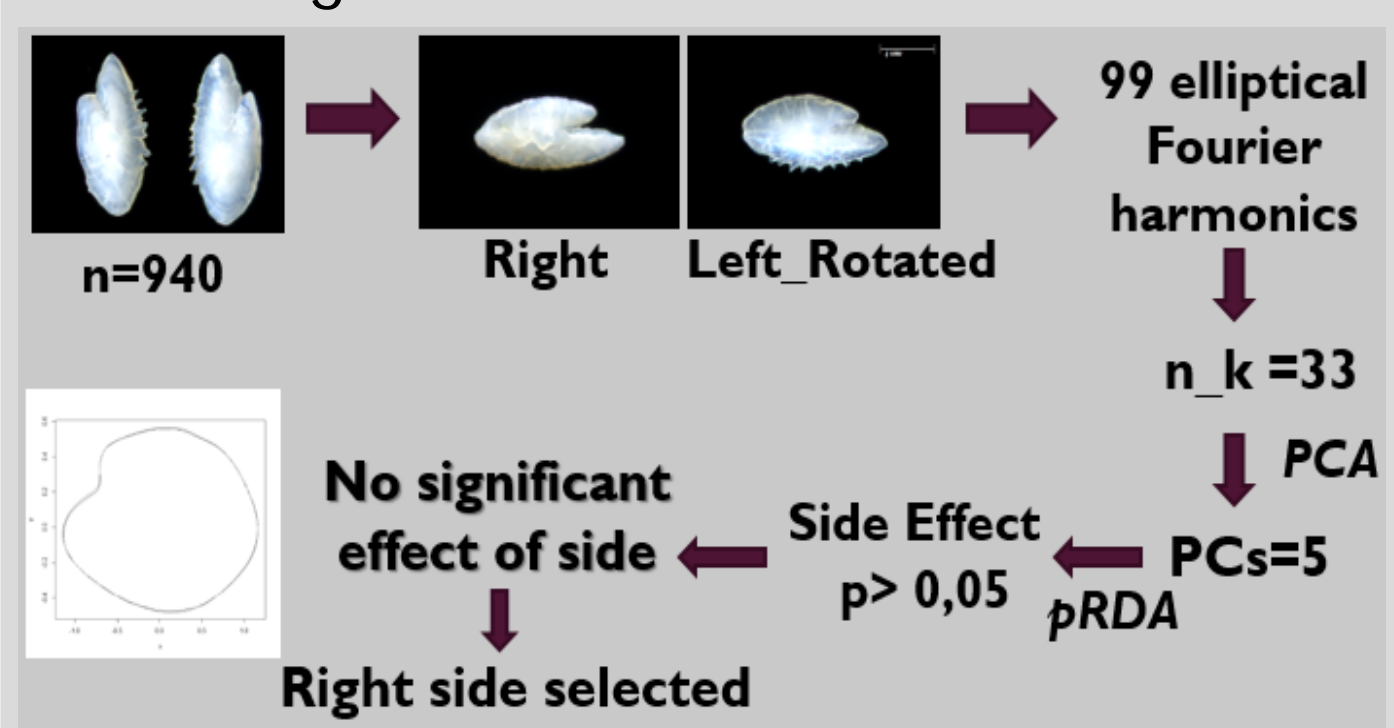 g
n=940
Right
Left_Rotated
99 elliptical
Fourier
harmonics
n_k =33
PCA
PCs=5
pRDA
Side Effect
p> 0,05
No significant
effect of side
Right side selected